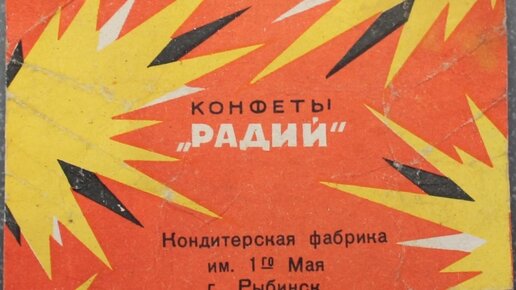 КОНФЕТЫ
„РАДИЙ“
Кондитерская фабрика
им. 1го Мая
г. Рыбинск